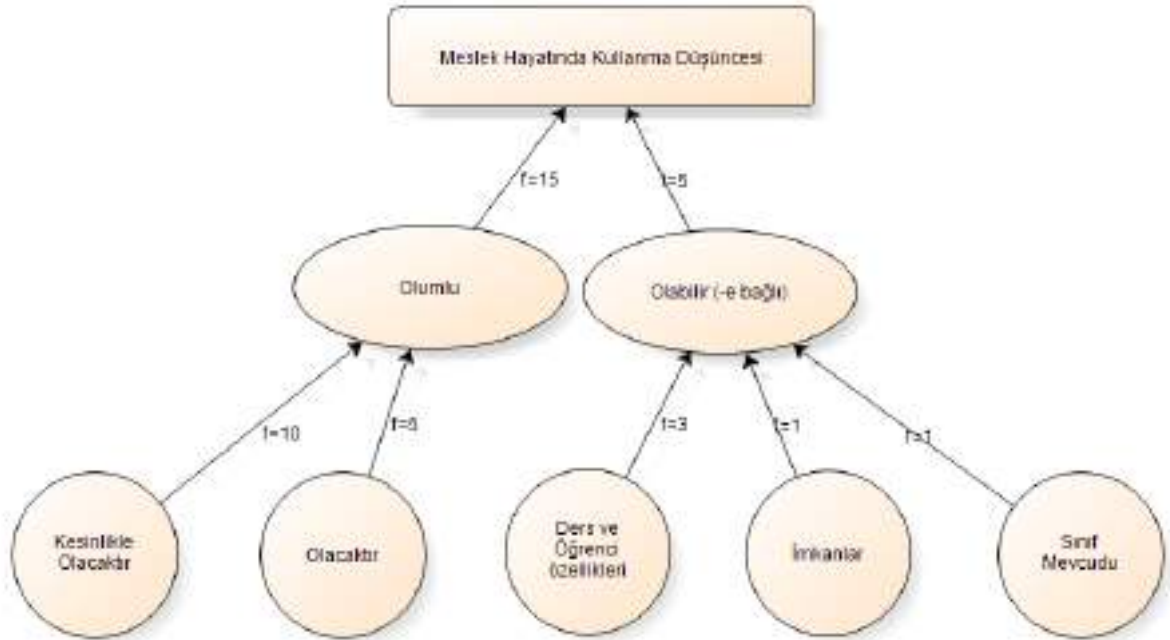 Meslek Hayatında Kullanma Düşüncesi
f=15
f=5
Olumlu
Olabilir (-e bağlı)
f=10
f=5
f=3
f=1
f=1
Kesinlikle
Olacaktır
Olacaktır
Ders ve
Öğrenci
özellikleri
İmkanlar
Sınıf
Mevcudu